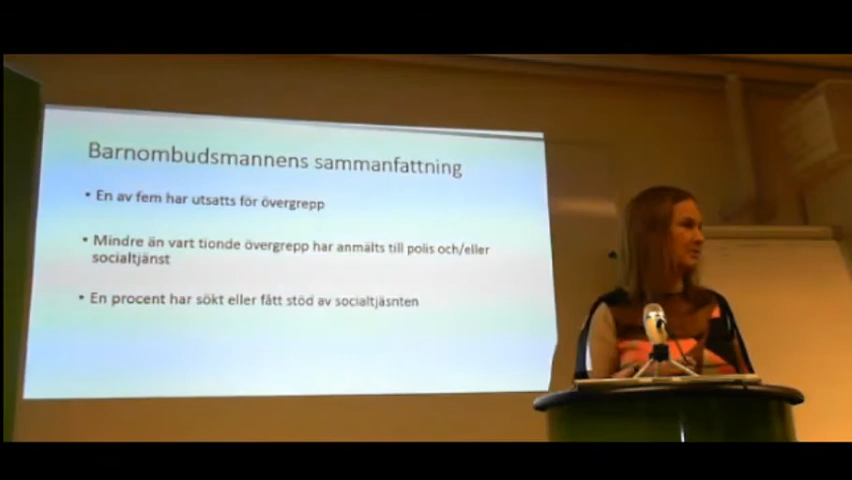 Barnombudsmannens sammanfattning
• En av fem har utsatts för övergrepp
• Mindre än vart tionde övergrepp har anmälts till polis och/eller
socialtjänst
• En procent har sökt eller fått stöd av socialtjäsnten